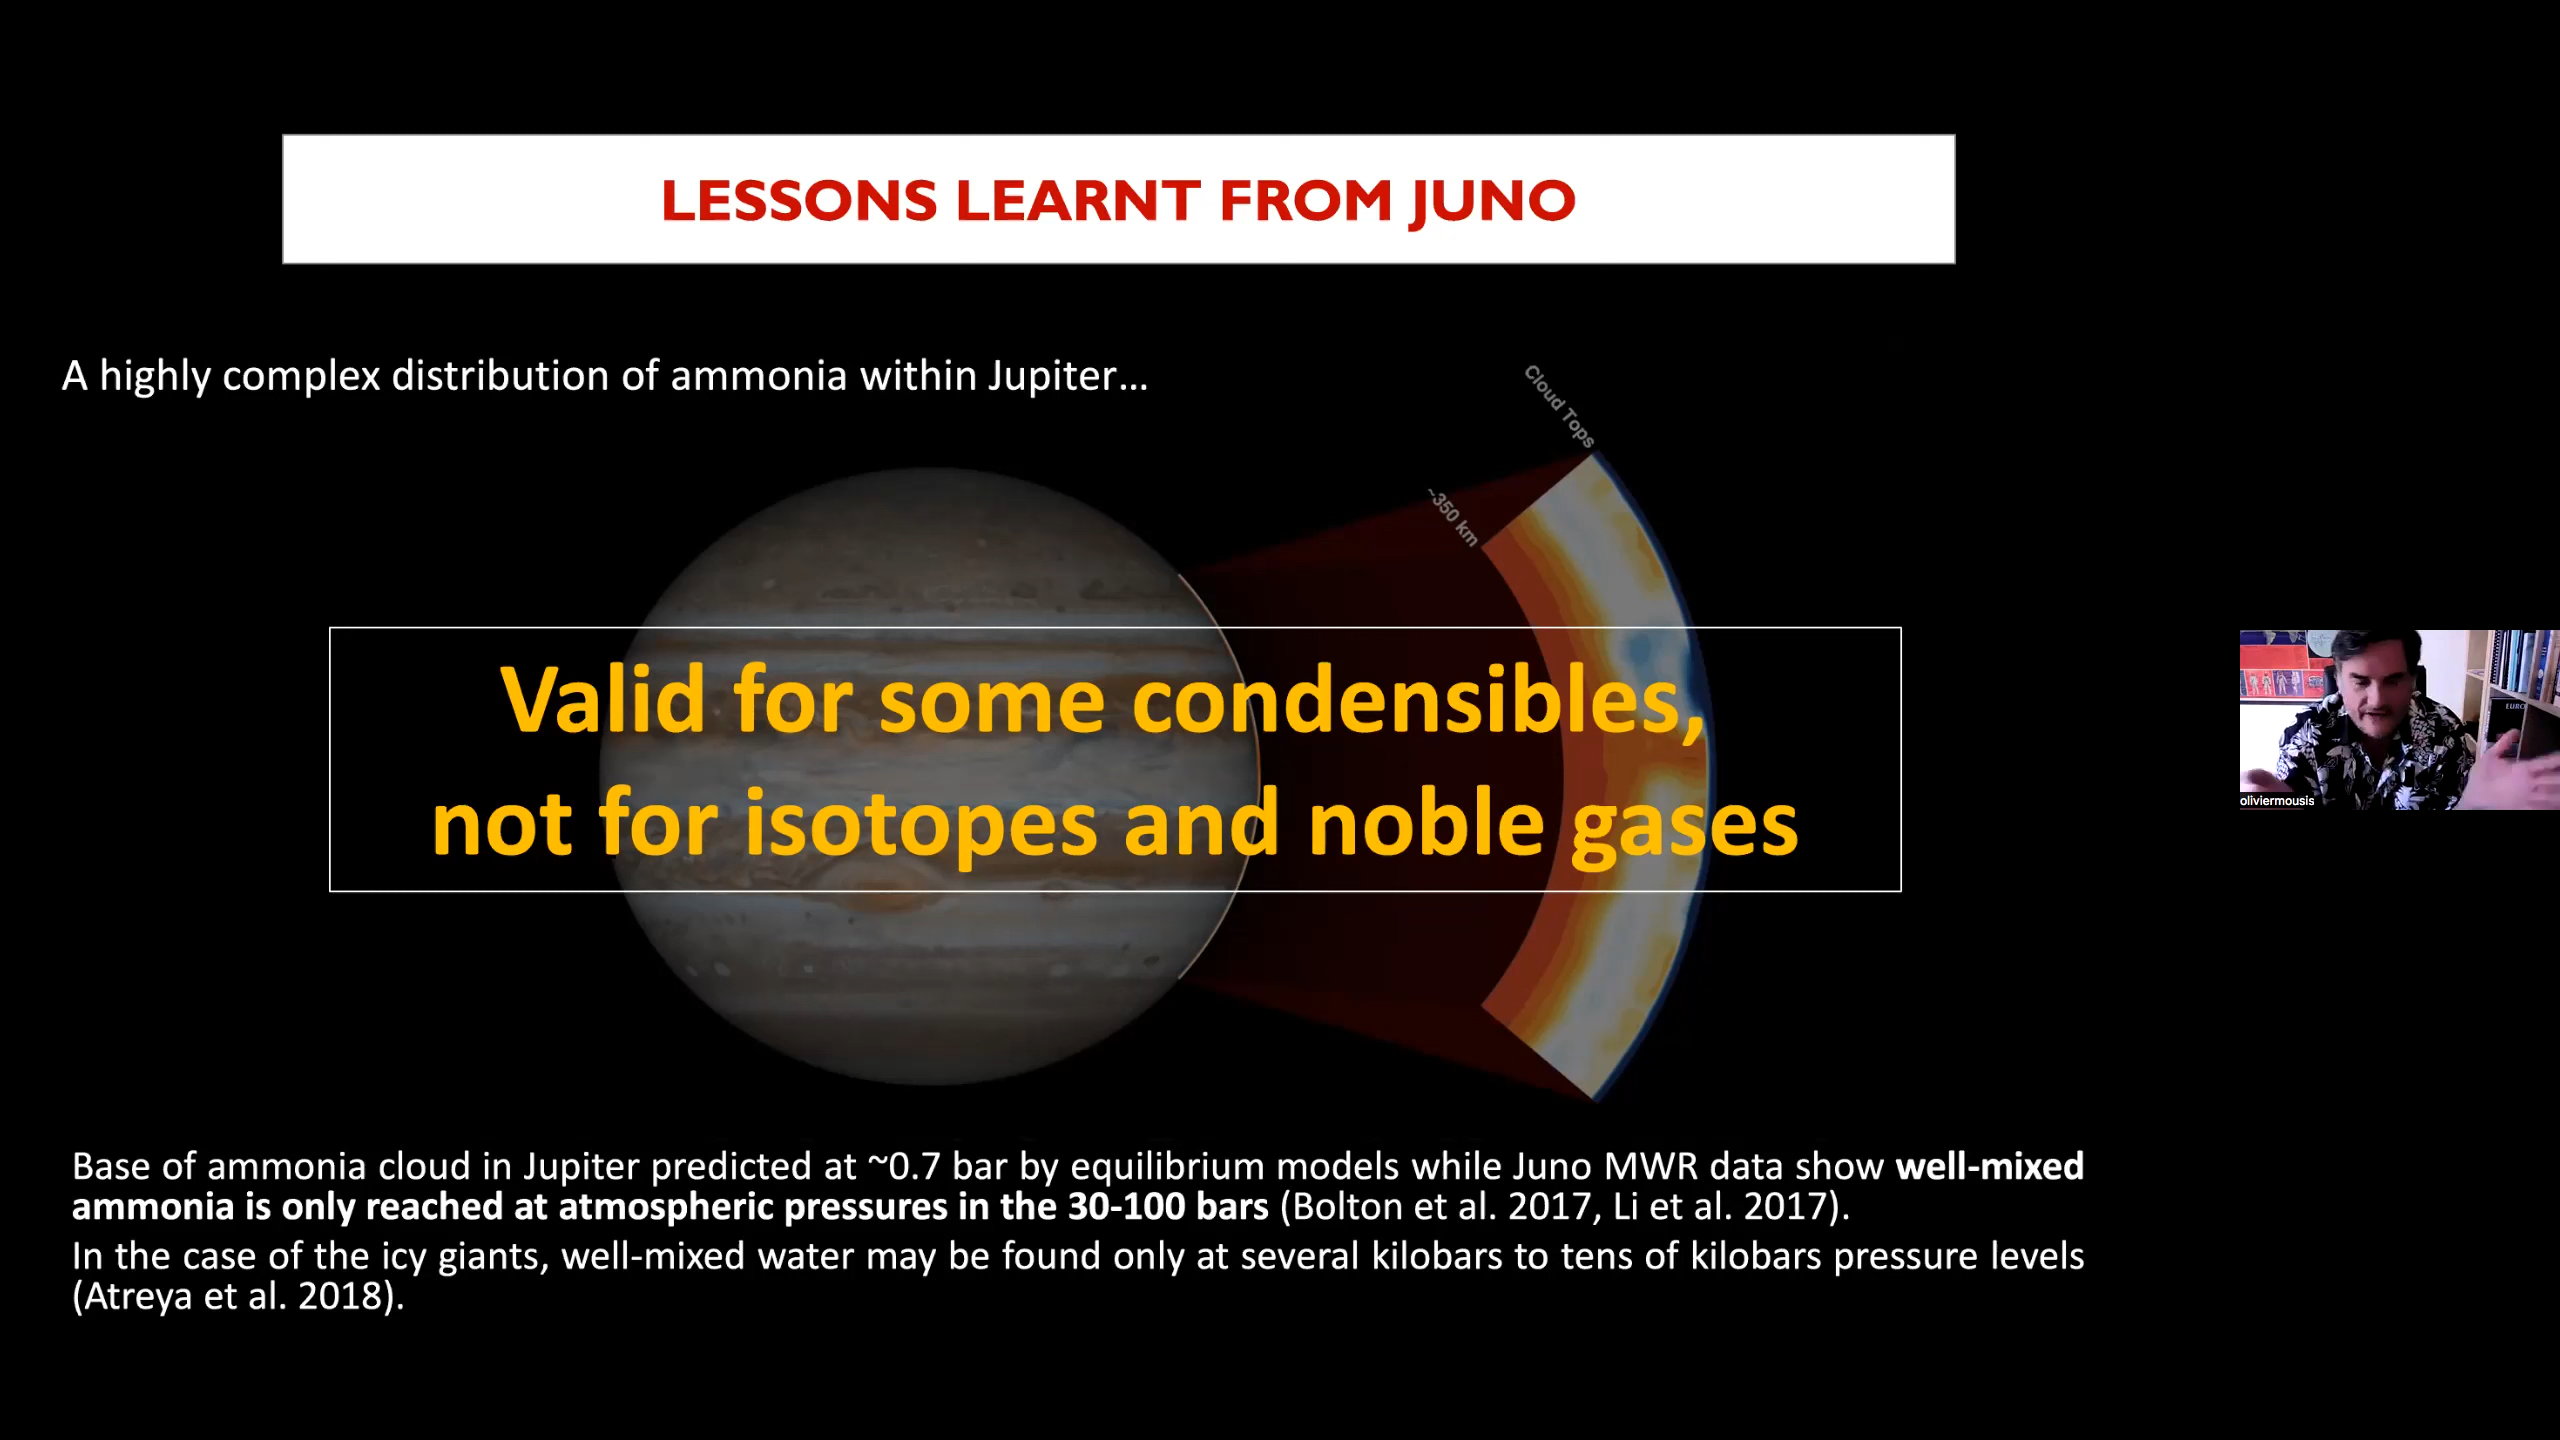 LESSONS LEARNT FROM JUNO
A highly complex distribution of ammonia within Jupiter...
Cloud Tops
~350 km
Valid for some condensibles,
not for isotopes and noble gases
EURO
oliviermousis
Base of ammonia cloud in Jupiter predicted at ~0.7 bar by equilibrium models while Juno MWR data show well-mixed
ammonia is only reached at atmospheric pressures in the 30-100 bars (Bolton et al. 2017, Li et al. 2017).
In the case of the icy giants, well-mixed water may be found only at several kilobars to tens of kilobars pressure levels
(Atreya et al. 2018).